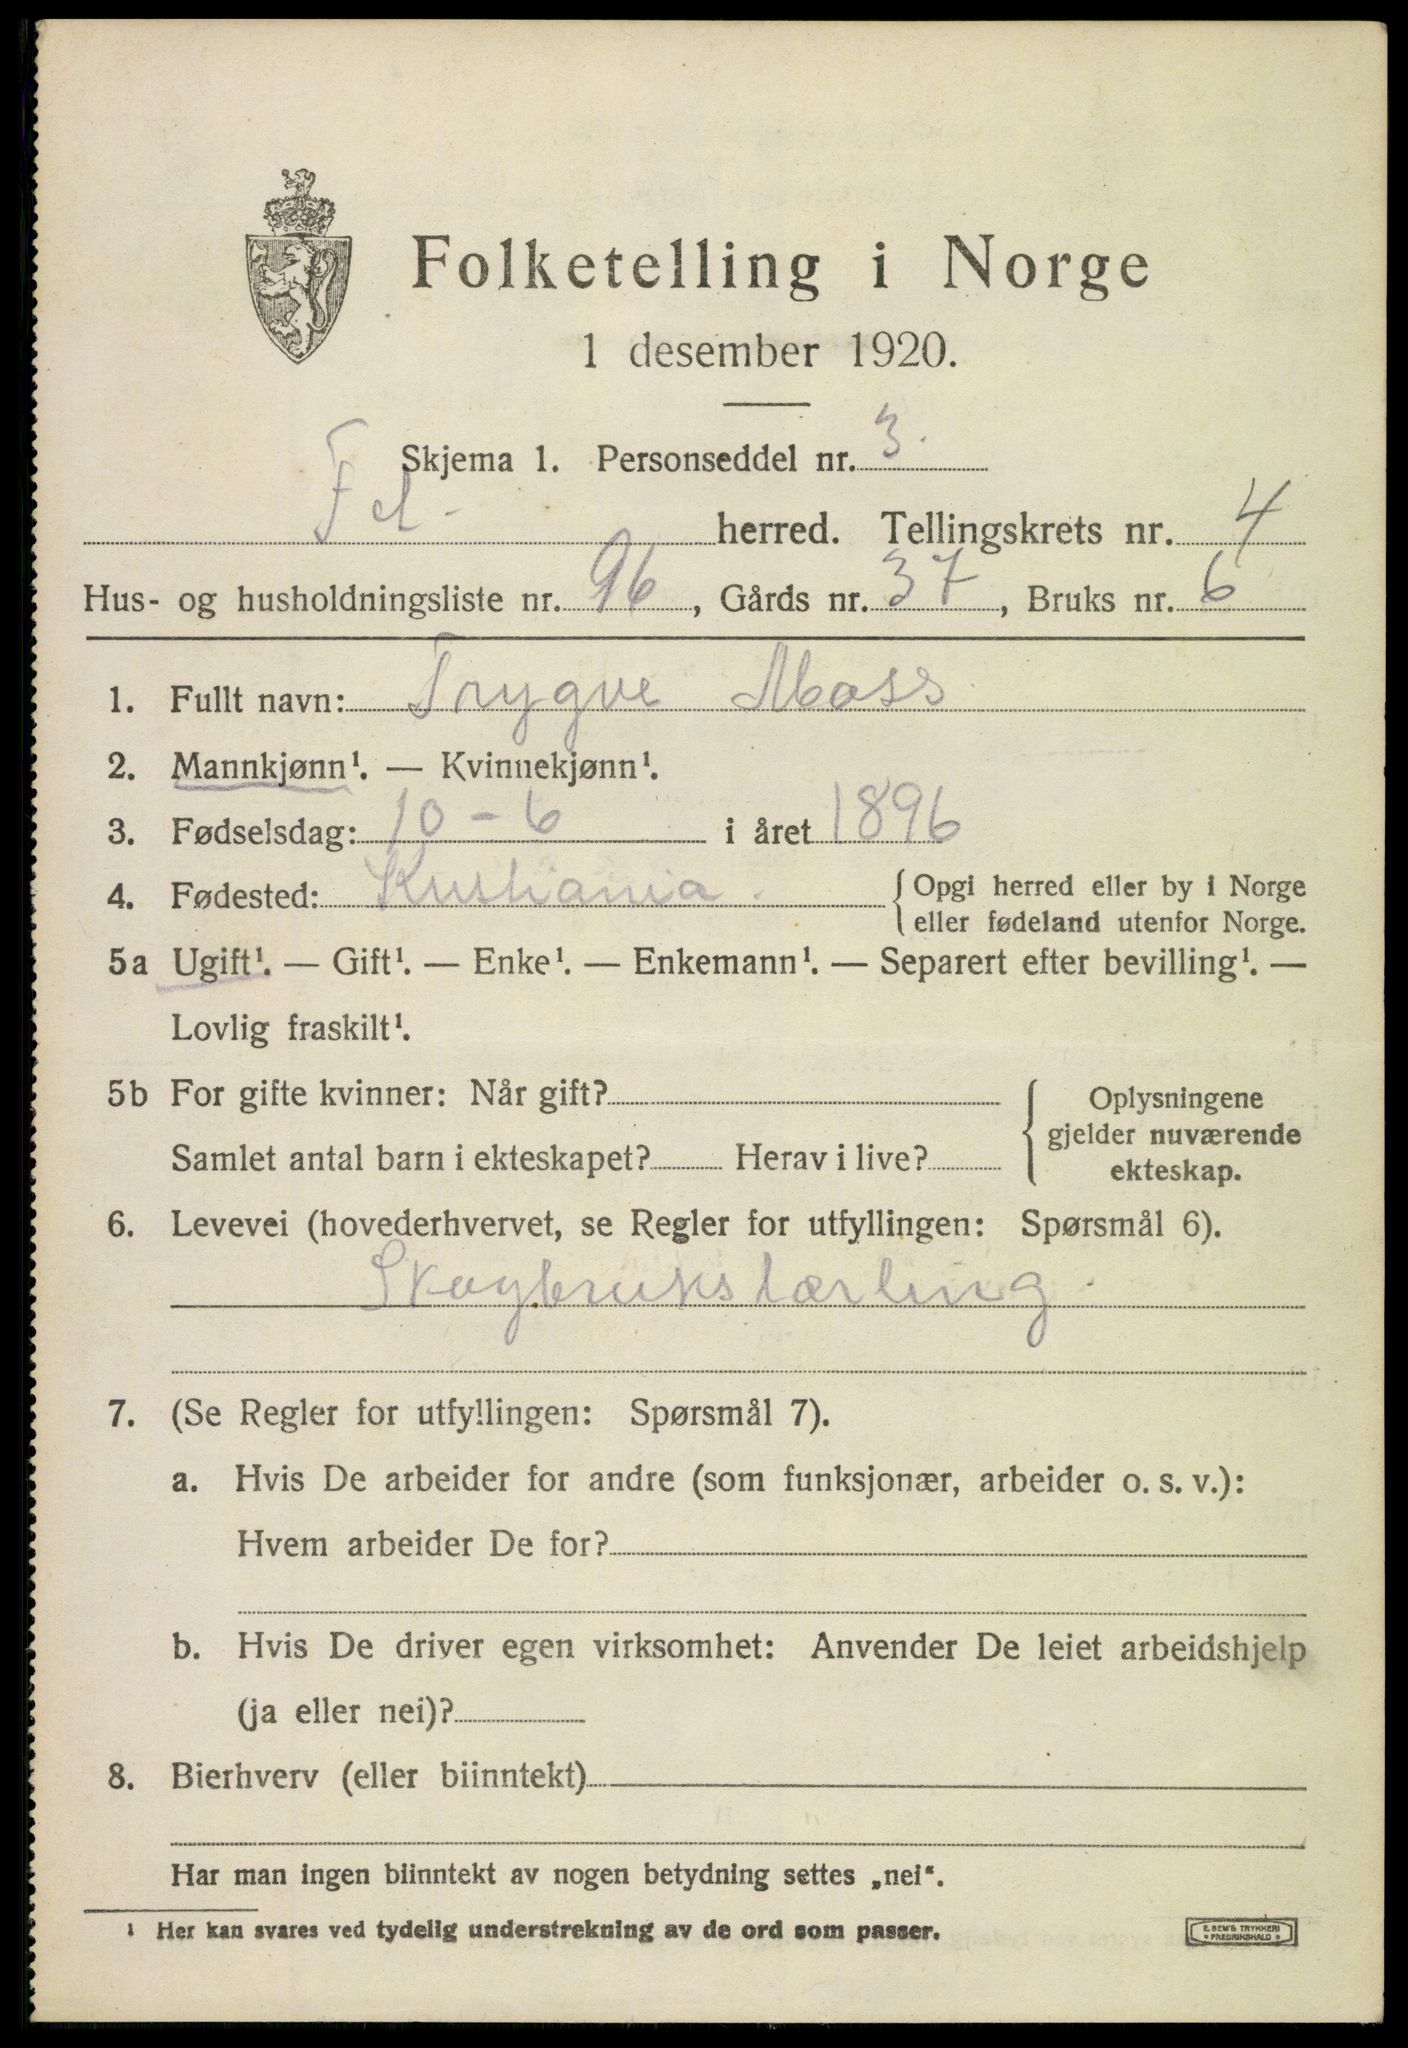 Folketelling i Norge
1 desember 1920.
Skjema 1. Personseddel nr. 3.
Fet herred. Tellingskrets nr. 4
Hus- og husholdningsliste nr. 96, Gårds nr. 37, Bruks nr. 6
1. Fullt navn: Trygve Moss
2. Mannkjønn¹. — Kvinnekjønn¹.
3. Fødselsdag: 10 - 6 i året 1896
4. Fødested: Kristiania. { Opgi herred eller by i Norge
eller fødeland utenfor Norge.
5a Ugift¹. — Gift¹. — Enke¹. — Enkemann¹. — Separert efter bevilling¹. —
Lovlig fraskilt¹.
5b For gifte kvinner: Når gift?
Samlet antal barn i ekteskapet? Herav i live?
{ Oplysningene
gjelder nuværende
ekteskap.
6. Levevei (hovederhvervet, se Regler for utfyllingen: Spørsmål 6).
Skogbrukslærling.
7. (Se Regler for utfyllingen: Spørsmål 7).
a. Hvis De arbeider for andre (som funksjonær, arbeider o. s. v.):
Hvem arbeider De for?
b. Hvis De driver egen virksomhet: Anvender De leiet arbeidshjelp
(ja eller nei)?
8. Bierhverv (eller biinntekt)
Har man ingen biinntekt av nogen betydning settes „nei“.
¹ Her kan svares ved tydelig understrekning av de ord som passer.
E. SEM'S TRYKKERI
* FREDRIKSHALD *